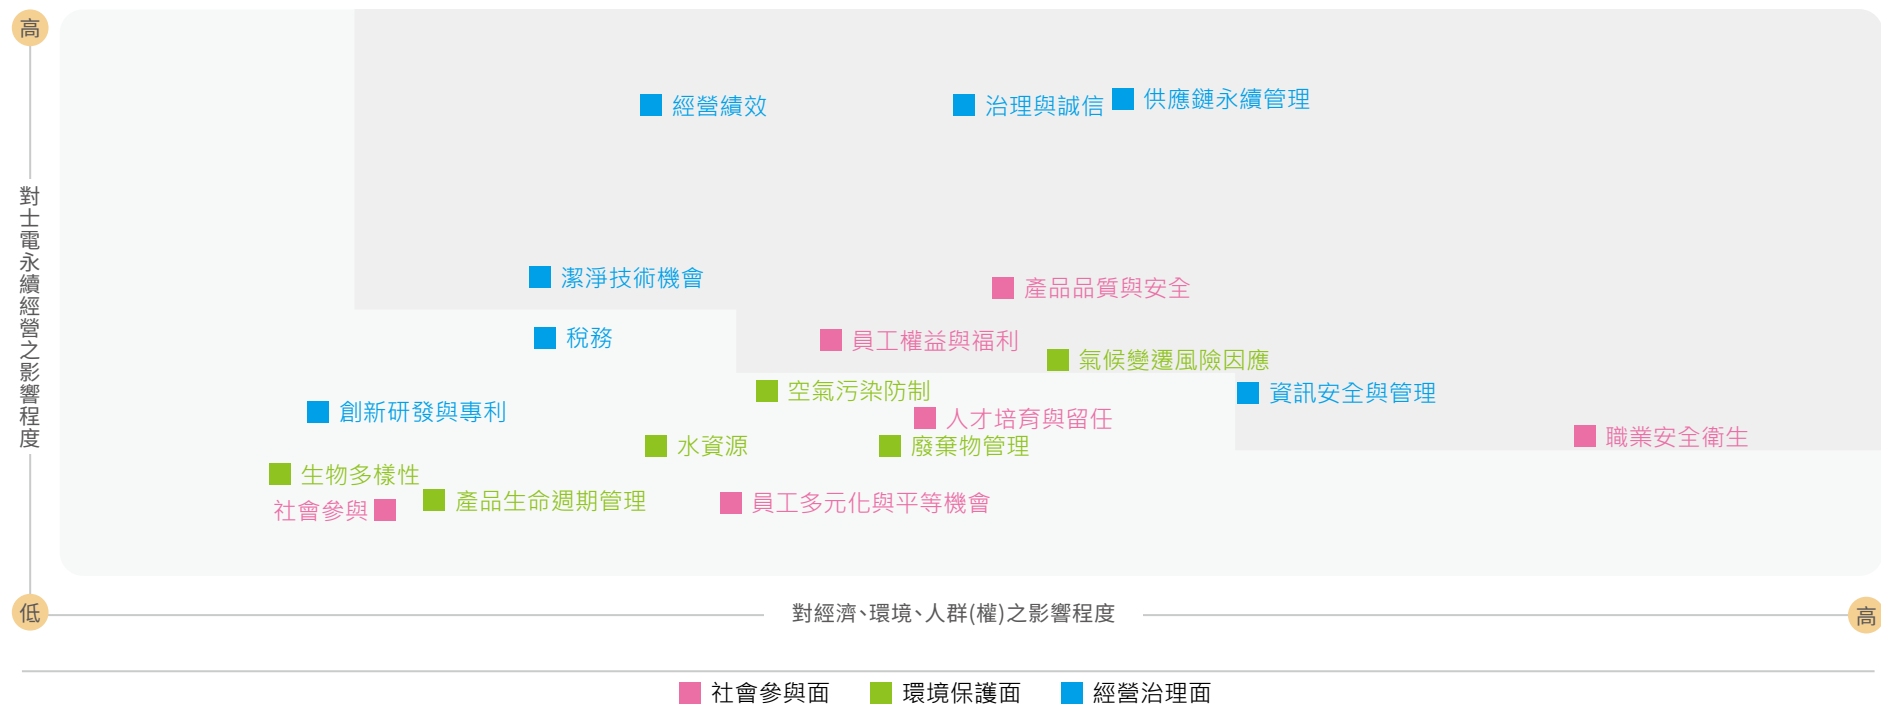 高
經營績效
治理與誠信
供應鏈永續管理
對士電永續經營之影響程度
潔淨技術機會
產品品質與安全
稅務
員工權益與福利
氣候變遷風險因應
空氣污染防制
資訊安全與管理
創新研發與專利
人才培育與留任
職業安全衛生
水資源
廢棄物管理
生物多樣性
產品生命週期管理
員工多元化與平等機會
社會參與
低
對經濟、環境、人群(權)之影響程度
高
社會參與面
環境保護面
經營治理面